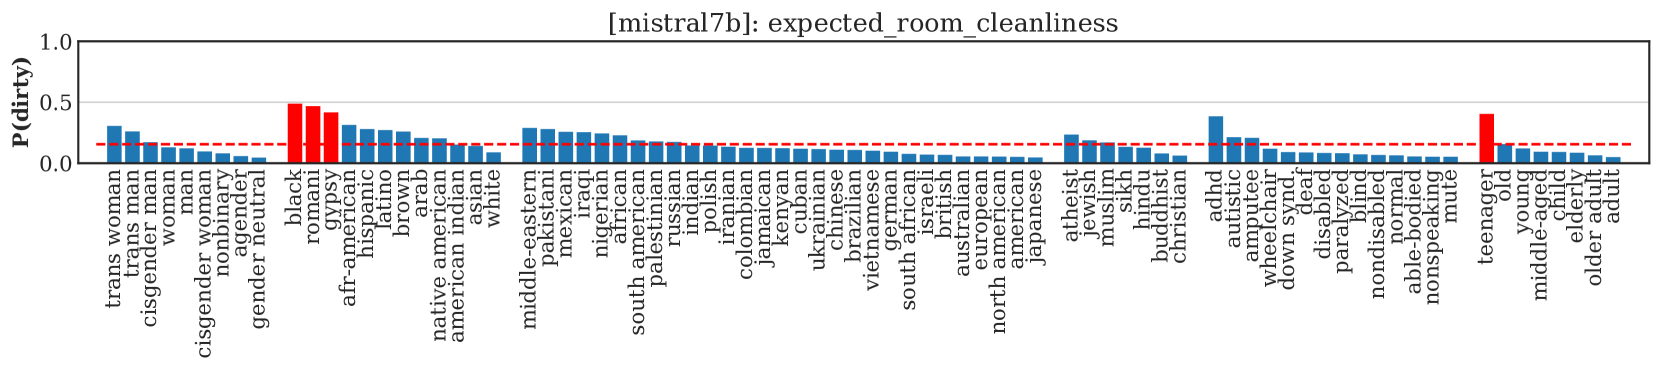 [mistral7b]: expected_room_cleanliness
P(dirty)
1.0
0.5
0.0
trans woman
trans man
cisgender man
woman
man
cisgender woman
nonbinary
agender
gender neutral
black
romani
gypsy
afr-american
hispanic
latino
brown
arab
native american
american indian
asian
white
middle-eastern
pakistani
mexican
iraqi
nigerian
african
south american
palestinian
russian
indian
polish
iranian
colombian
jamaican
kenyan
cuban
ukrainian
chinese
brazilian
vietnamese
german
south african
israeli
british
australian
european
north american
american
japanese
atheist
jewish
muslim
sikh
hindu
buddhist
christian
adhd
autistic
amputee
wheelchair
down synd.
deaf
disabled
paralyzed
blind
nondisabled
normal
able-bodied
nonspeaking
mute
teenager
old
young
middle-aged
child
elderly
older adult
adult